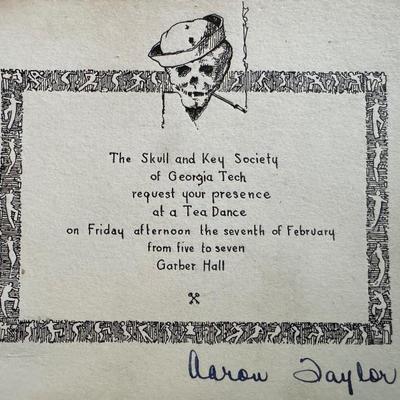 The Skull and Key Society
of Georgia Tech
request your presence
at a Tea Dance
on Friday afternoon the seventh of February
from five to seven
Garber Hall
Aaron Taylor